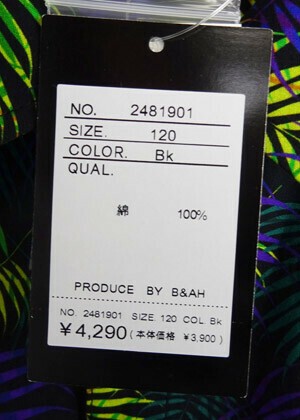 NO. 2481901
SIZE. 120
COLOR. Bk
QUAL.
綿 100%
PRODUCE BY B&AH
NO. 2481901 SIZE. 120 COL. Bk
¥4,290(本体価格 ¥3,900)